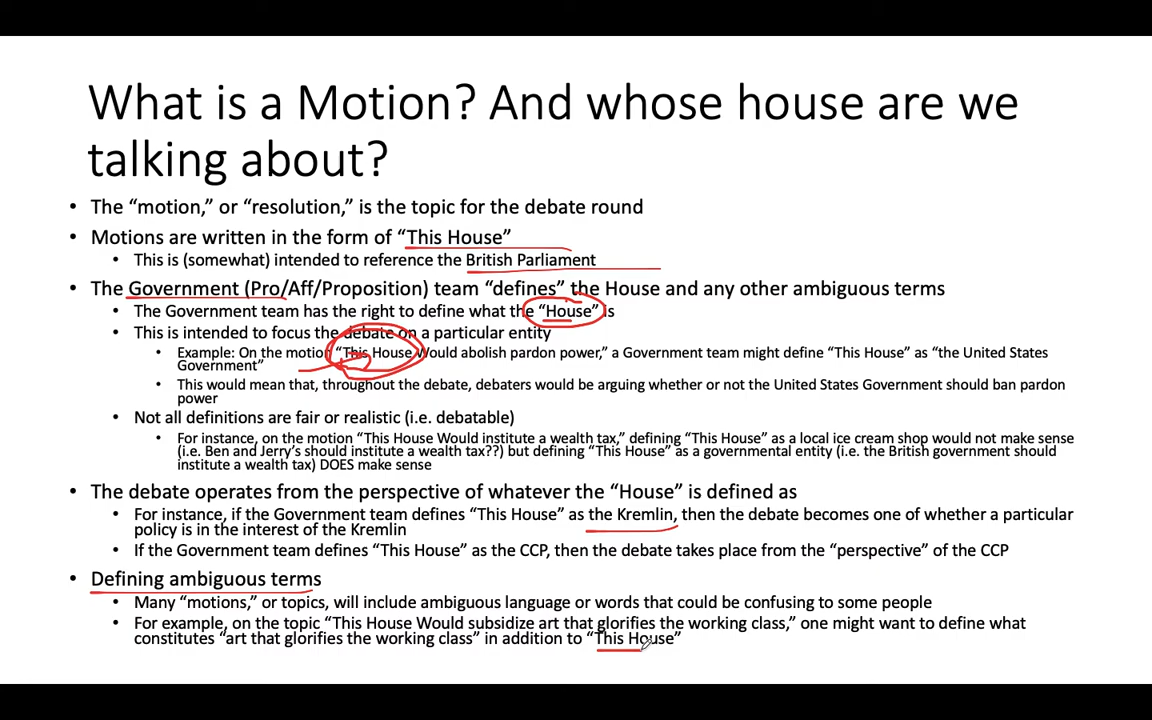 What is a Motion? And whose house are we
talking about?
• The “motion,” or “resolution,” is the topic for the debate round
• Motions are written in the form of “This House”
• This is (somewhat) intended to reference the British Parliament
• The Government (Pro/Aff/Proposition) team “defines” the House and any other ambiguous terms
• The Government team has the right to define what the “House” is
• This is intended to focus the debate on a particular entity
• Example: On the motion “This House Would abolish pardon power,” a Government team might define “This House” as “the United States
Government”
• This would mean that, throughout the debate, debaters would be arguing whether or not the United States Government should ban pardon
power
• Not all definitions are fair or realistic (i.e. debatable)
• For instance, on the motion “This House Would institute a wealth tax,” defining “This House” as a local ice cream shop would not make sense
(i.e. Ben and Jerry’s should institute a wealth tax??) but defining “This House” as a governmental entity (i.e. the British government should
institute a wealth tax) DOES make sense
• The debate operates from the perspective of whatever the “House” is defined as
• For instance, if the Government team defines “This House” as the Kremlin, then the debate becomes one of whether a particular
policy is in the interest of the Kremlin
• If the Government team defines “This House” as the CCP, then the debate takes place from the “perspective” of the CCP
• Defining ambiguous terms
• Many “motions,” or topics, will include ambiguous language or words that could be confusing to some people
• For example, on the topic “This House Would subsidize art that glorifies the working class,” one might want to define what
constitutes “art that glorifies the working class” in addition to “This House”